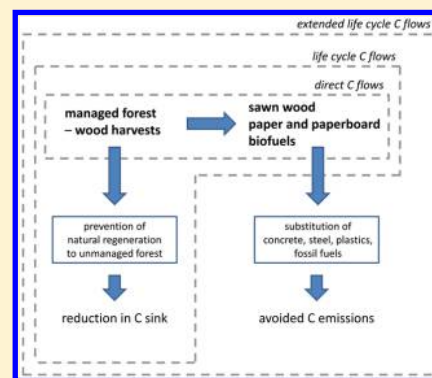 extended life cycle C flows
life cycle C flows
direct C flows
managed forest
– wood harvests
sawn wood
paper and paperboard
biofuels
prevention of
natural regeneration
to unmanaged forest
substitution of
concrete, steel, plastics,
fossil fuels
reduction in C sink
avoided C emissions